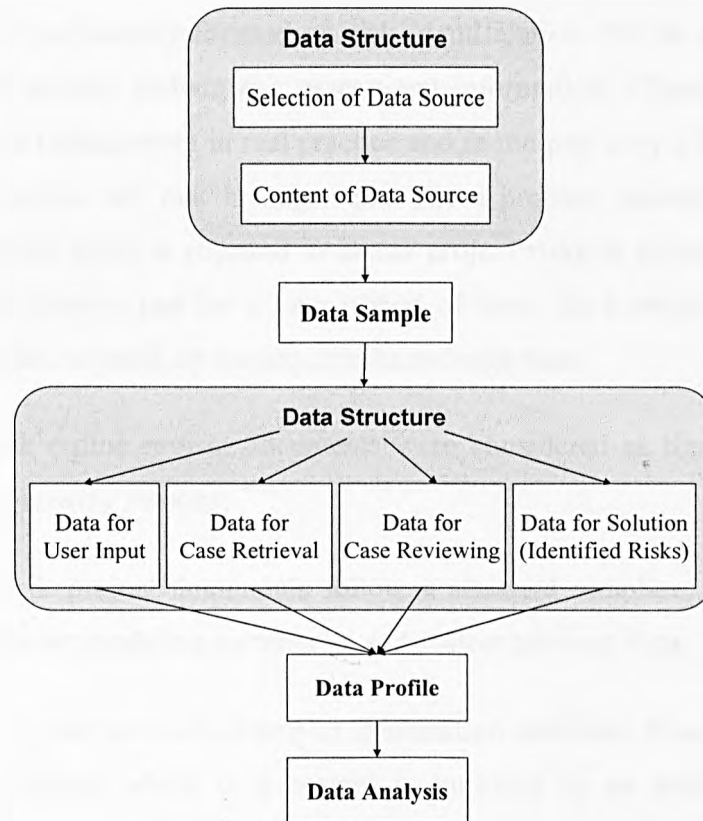 Data Structure
Selection of Data Source
Content of Data Source
Data Sample
Data Structure
Data for
User Input
Data for
Case Retrieval
Data for
Case Reviewing
Data for Solution
(Identified Risks)
Data Profile
Data Analysis